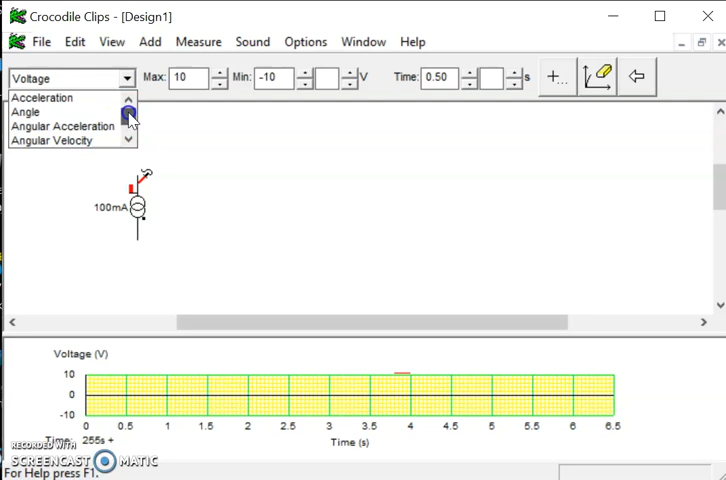 Crocodile Clips - [Design1]
File Edit View Add Measure Sound Options Window Help
Voltage Max: 10 Min: -10 V Time: 0.50 s
Acceleration
Angle
Angular Acceleration
Angular Velocity
100mA
Voltage (V)
10
0
-10
0 0.5 1 1.5 2 2.5 3 3.5 4 4.5 5 5.5 6 6.5
Time: 255s + Time (s)
RECORDED WITH
SCREENCAST MATIC
For Help press F1.